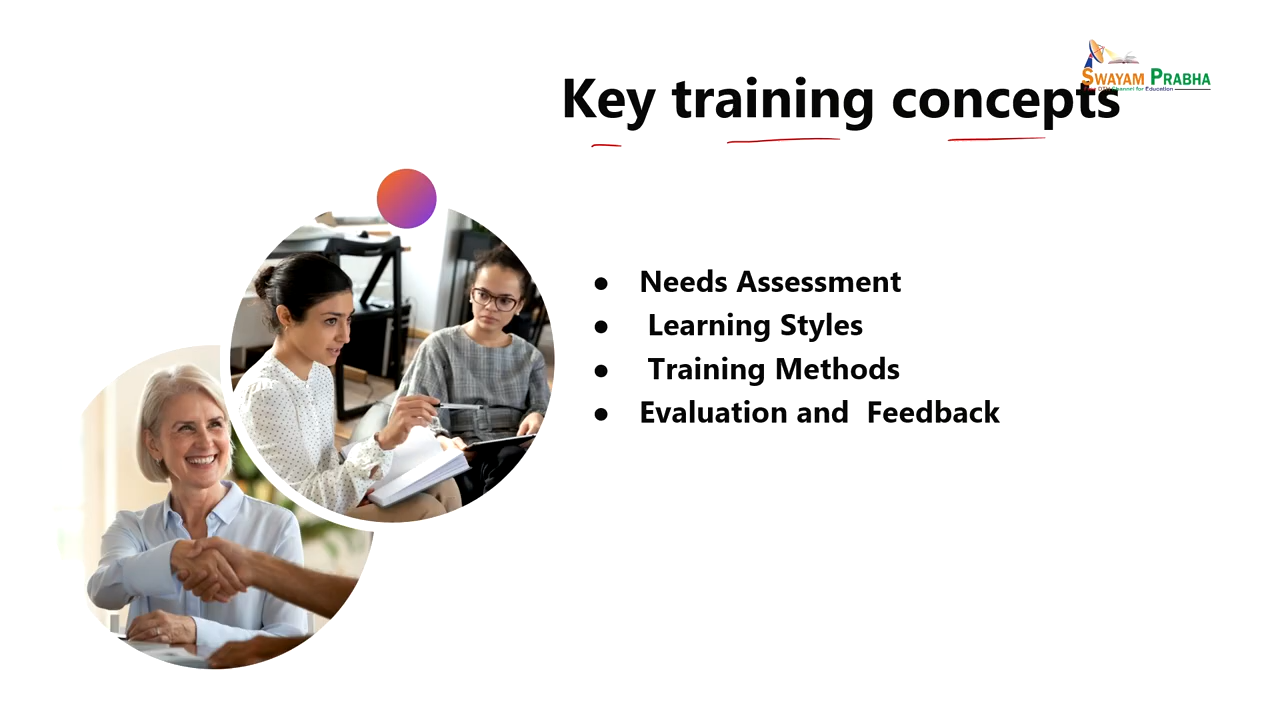 SWAYAM PRABHA
Key training concepts
● Needs Assessment
● Learning Styles
● Training Methods
● Evaluation and Feedback